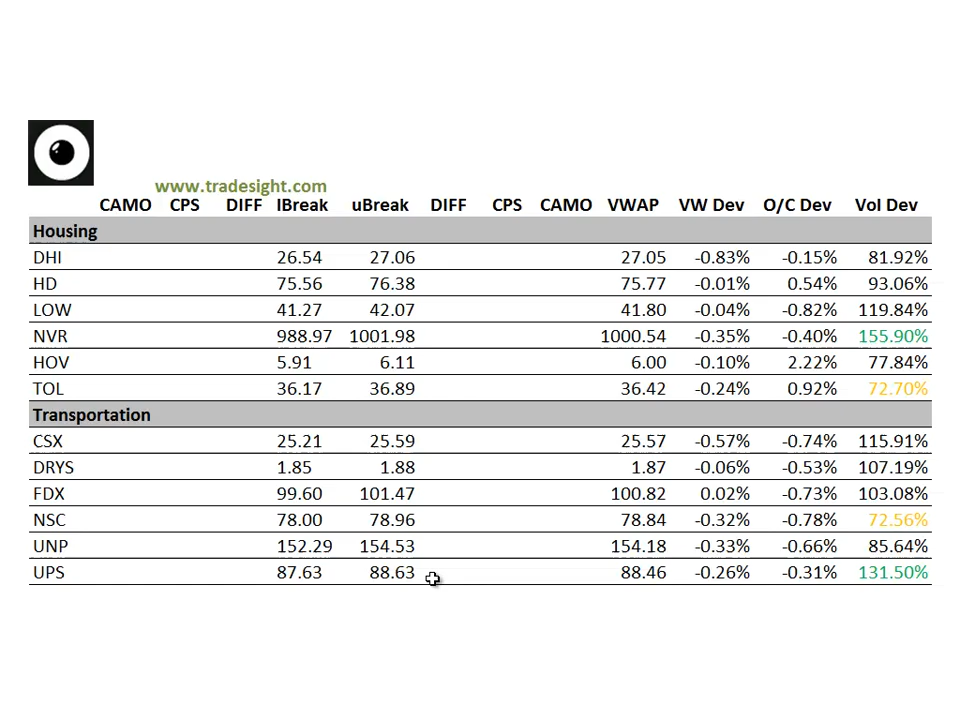 www.tradesight.com
CAMO CPS DIFF lBreak uBreak DIFF CPS CAMO VWAP VW Dev O/C Dev Vol Dev
Housing
DHI 26.54 27.06 27.05 -0.83% -0.15% 81.92%
HD 75.56 76.38 75.77 -0.01% 0.54% 93.06%
LOW 41.27 42.07 41.80 -0.04% -0.82% 119.84%
NVR 988.97 1001.98 1000.54 -0.35% -0.40% 155.90%
HOV 5.91 6.11 6.00 -0.10% 2.22% 77.84%
TOL 36.17 36.89 36.42 -0.24% 0.92% 72.70%
Transportation
CSX 25.21 25.59 25.57 -0.57% -0.74% 115.91%
DRYS 1.85 1.88 1.87 -0.06% -0.53% 107.19%
FDX 99.60 101.47 100.82 0.02% -0.73% 103.08%
NSC 78.00 78.96 78.84 -0.32% -0.78% 72.56%
UNP 152.29 154.53 154.18 -0.33% -0.66% 85.64%
UPS 87.63 88.63 88.46 -0.26% -0.31% 131.50%